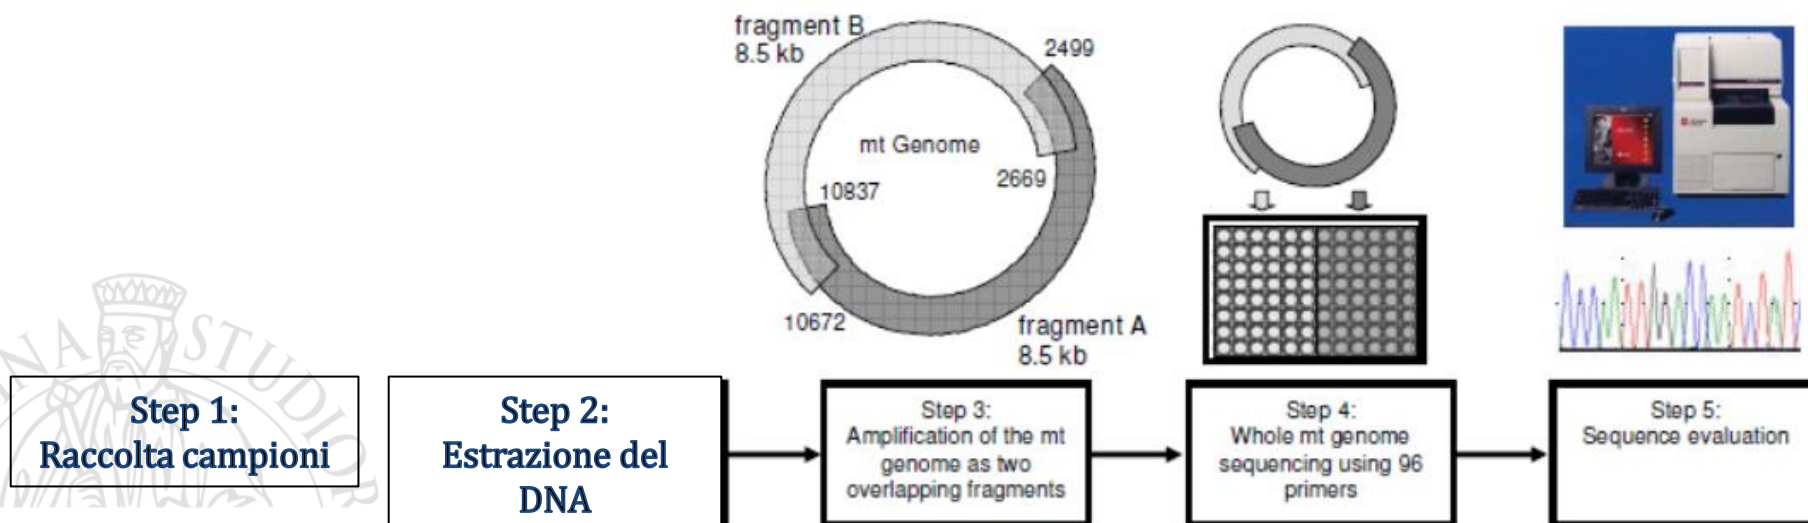 fragment B
8.5 kb
2499
mt Genome
2669
10837
10672
fragment A
8.5 kb
STUDIOR
Step 1:
Raccolta campioni
Step 2:
Estrazione del
DNA
Step 3:
Amplification of the mt
genome as two
overlapping fragments
Step 4:
Whole mt genome
sequencing using 96
primers
Step 5:
Sequence evaluation